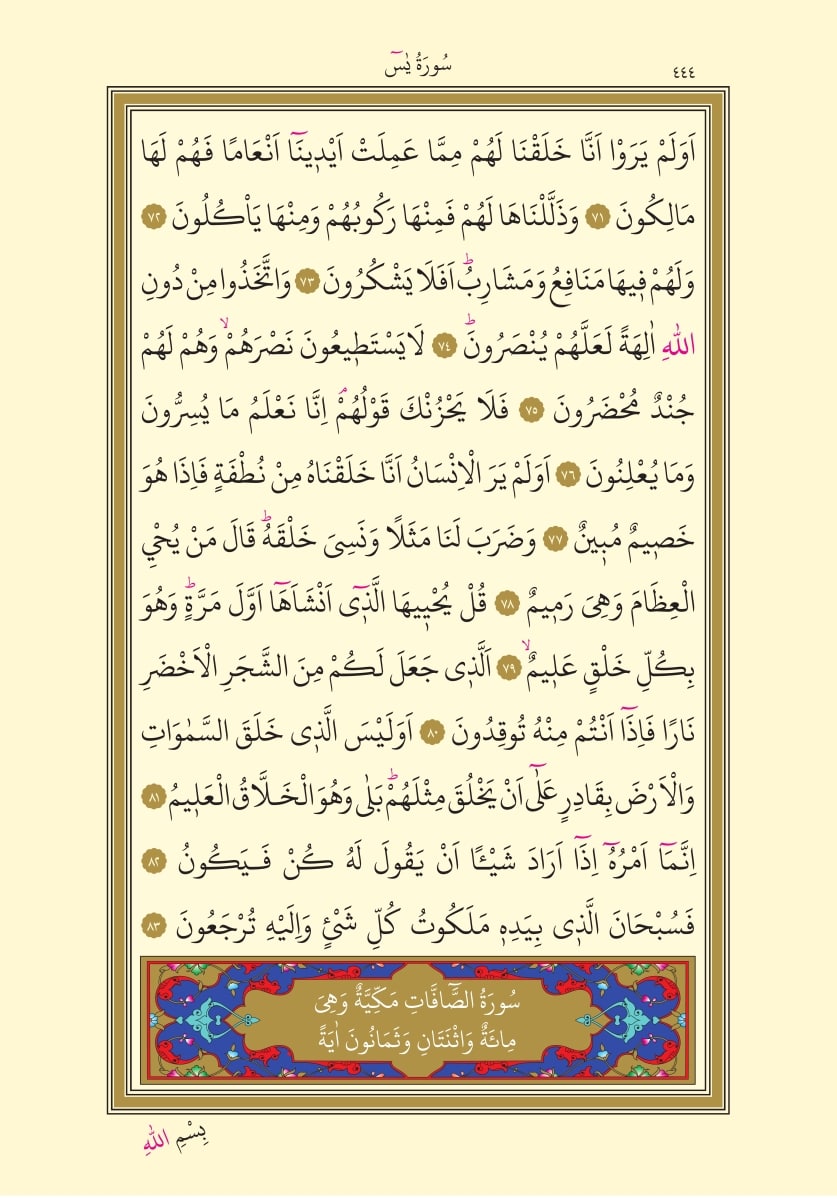 سُورَةُ يٰسٓ
٤٤٤
اَوَلَمْ يَرَوْا اَنَّا خَلَقْنَا لَهُمْ مِمَّا عَمِلَتْ اَيْد۪ينَٓا اَنْعَامًا فَهُمْ لَهَا
مَالِكُونَ ﴿٧١﴾ وَذَلَّلْنَاهَا لَهُمْ فَمِنْهَا رَكُوبُهُمْ وَمِنْهَا يَأْكُلُونَ ﴿٧٢﴾
وَلَهُمْ ف۪يهَا مَنَافِعُ وَمَشَارِبُۜ اَفَلَا يَشْكُرُونَ ﴿٧٣﴾ وَاتَّخَذُوا مِنْ دُونِ
اللّٰهِ اٰلِهَةً لَعَلَّهُمْ يُنْصَرُونَۜ ﴿٧٤﴾ لَا يَسْتَط۪يعُونَ نَصْرَهُمْۙ وَهُمْ لَهُمْ
جُنْدٌ مُحْضَرُونَ ﴿٧٥﴾ فَلَا يَحْزُنْكَ قَوْلُهُمْۢ اِنَّا نَعْلَمُ مَا يُسِرُّونَ
وَمَا يُعْلِنُونَ ﴿٧٦﴾ اَوَلَمْ يَرَ الْاِنْسَانُ اَنَّا خَلَقْنَاهُ مِنْ نُطْفَةٍ فَاِذَا هُوَ
خَص۪يمٌ مُب۪ينٌ ﴿٧٧﴾ وَضَرَبَ لَنَا مَثَلًا وَنَسِيَ خَلْقَهُۜ قَالَ مَنْ يُحْيِ
الْعِظَامَ وَهِيَ رَم۪يمٌ ﴿٧٨﴾ قُلْ يُحْي۪يهَا الَّذ۪ٓي اَنْشَاَهَٓا اَوَّلَ مَرَّةٍۜ وَهُوَ
بِكُلِّ خَلْقٍ عَل۪يمٌۙ ﴿٧٩﴾ اَلَّذ۪ي جَعَلَ لَكُمْ مِنَ الشَّجَرِ الْاَخْضَرِ
نَارًا فَاِذَٓا اَنْتُمْ مِنْهُ تُوقِدُونَ ﴿٨٠﴾ اَوَلَيْسَ الَّذ۪ي خَلَقَ السَّمٰوَاتِ
وَالْاَرْضَ بِقَادِرٍ عَلٰٓى اَنْ يَخْلُقَ مِثْلَهُمْۜ بَلٰى وَهُوَ الْخَلَّاقُ الْعَل۪يمُ ﴿٨١﴾
اِنَّمَٓا اَمْرُهُٓ اِذَٓا اَرَادَ شَيْـًٔا اَنْ يَقُولَ لَهُ كُنْ فَيَكُونُ ﴿٨٢﴾
فَسُبْحَانَ الَّذ۪ي بِيَدِه۪ مَلَكُوتُ كُلِّ شَيْءٍ وَاِلَيْهِ تُرْجَعُونَ ﴿٨٣﴾
سُورَةُ الصَّٓافَّاتِ مَكِّيَّةٌ وَهِيَ
مِائَةٌ وَاثْنَتَانِ وَثَمَانُونَ اٰيَةً
بِسْمِ اللّٰهِ